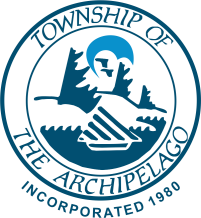 TOWNSHIP OF
THE ARCHIPELAGO
INCORPORATED 1980